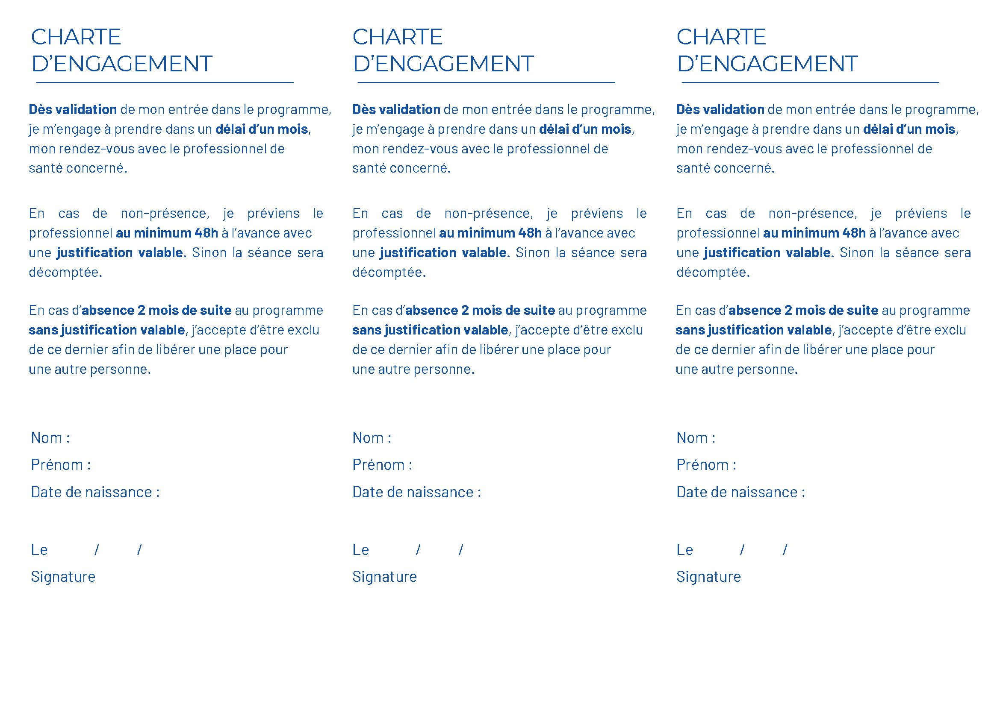 CHARTE
D’ENGAGEMENT
Dès validation de mon entrée dans le programme,
je m’engage à prendre dans un délai d’un mois,
mon rendez-vous avec le professionnel de
santé concerné.
En cas de non-présence, je préviens le
professionnel au minimum 48h à l’avance avec
une justification valable. Sinon la séance sera
décomptée.
En cas d’absence 2 mois de suite au programme
sans justification valable, j’accepte d’être exclu
de ce dernier afin de libérer une place pour
une autre personne.
Nom :
Prénom :
Date de naissance :
Le / /
Signature
CHARTE
D’ENGAGEMENT
Dès validation de mon entrée dans le programme,
je m’engage à prendre dans un délai d’un mois,
mon rendez-vous avec le professionnel de
santé concerné.
En cas de non-présence, je préviens le
professionnel au minimum 48h à l’avance avec
une justification valable. Sinon la séance sera
décomptée.
En cas d’absence 2 mois de suite au programme
sans justification valable, j’accepte d’être exclu
de ce dernier afin de libérer une place pour
une autre personne.
Nom :
Prénom :
Date de naissance :
Le / /
Signature
CHARTE
D’ENGAGEMENT
Dès validation de mon entrée dans le programme,
je m’engage à prendre dans un délai d’un mois,
mon rendez-vous avec le professionnel de
santé concerné.
En cas de non-présence, je préviens le
professionnel au minimum 48h à l’avance avec
une justification valable. Sinon la séance sera
décomptée.
En cas d’absence 2 mois de suite au programme
sans justification valable, j’accepte d’être exclu
de ce dernier afin de libérer une place pour
une autre personne.
Nom :
Prénom :
Date de naissance :
Le / /
Signature